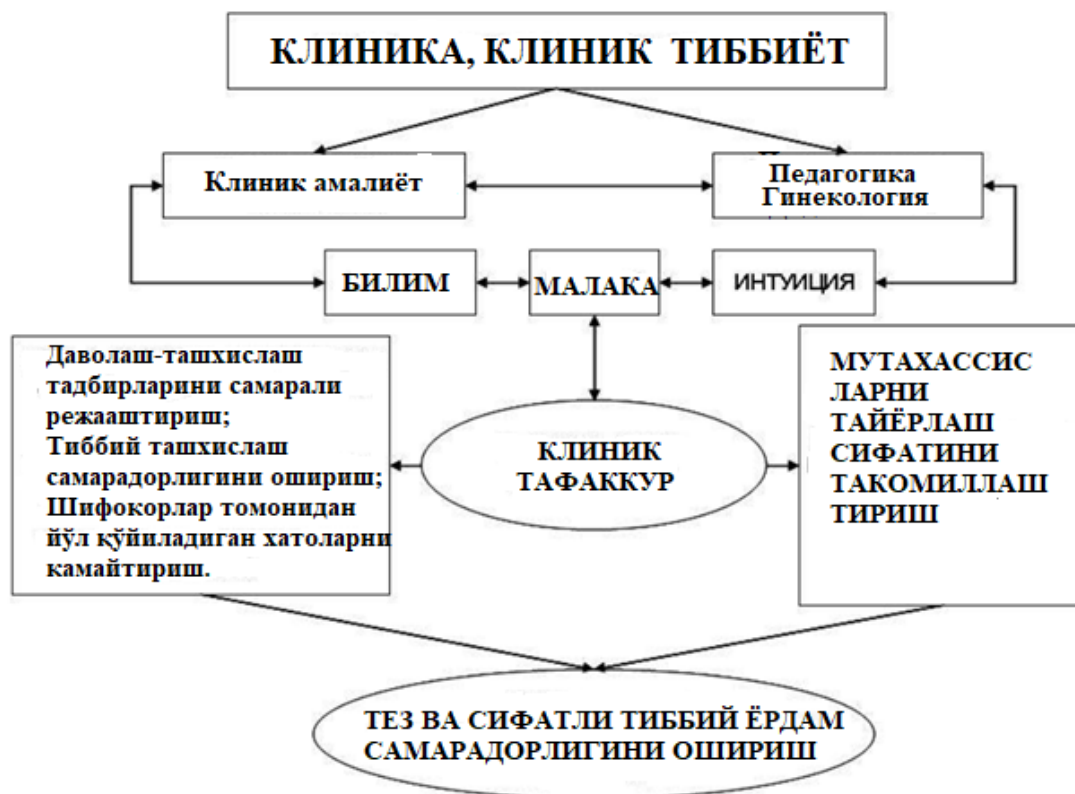 КЛИНИКА, КЛИНИК ТИББИЁТ
Клиник амалиёт
Педагогика
Гинекология
БИЛИМ
МАЛАКА
ИНТУИЦИЯ
Даволаш-ташхислаш
тадбирларини самарали
режааштириш;
Тиббий ташхислаш
самарадорлигини ошириш;
Шифокорлар томонидан
йўл қўйиладиган хатоларни
камайтириш.
КЛИНИК
ТАФАККУР
МУТАХАССИС
ЛАРНИ
ТАЙЁРЛАШ
СИФАТИНИ
ТАКОМИЛЛАШ
ТИРИШ
ТЕЗ ВА СИФАТЛИ ТИББИЙ ЁРДАМ
САМАРАДОРЛИГИНИ ОШИРИШ